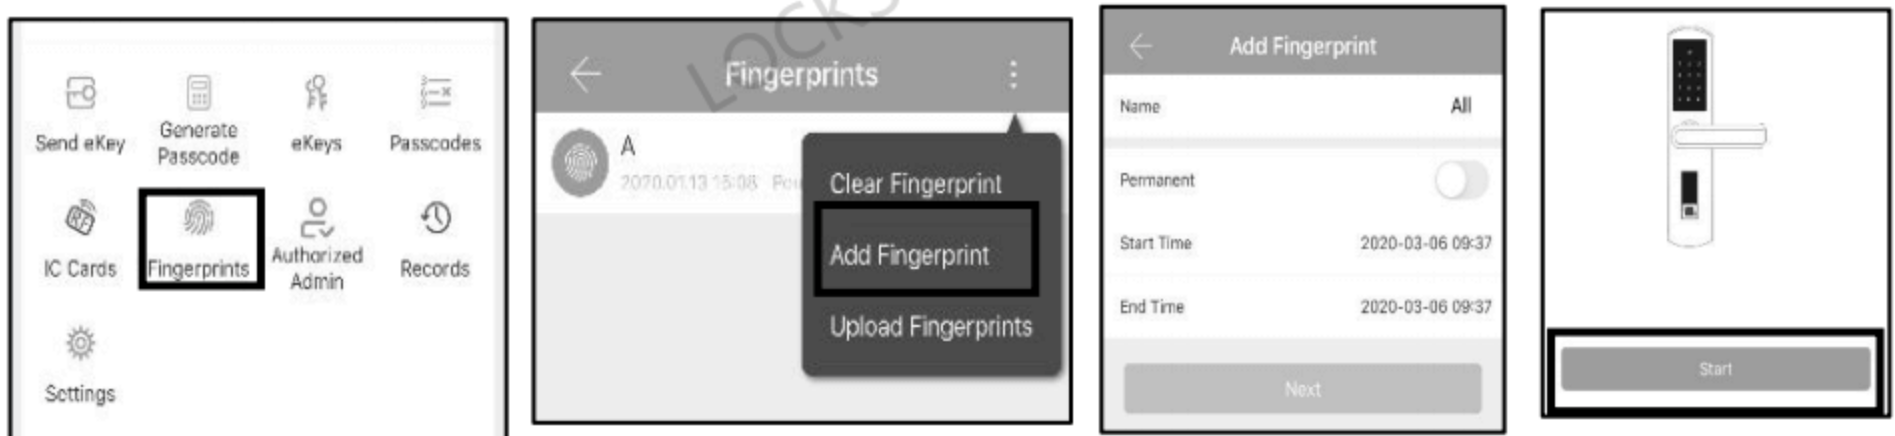 Send eKey
Generate
Passcode
eKeys
Passcodes
IC Cards
Fingerprints
Authorized
Admin
Records
Settings
LOCKS
Fingerprints
A
2020.01.13 15:08
Clear Fingerprint
Add Fingerprint
Upload Fingerprints
Add Fingerprint
Name All
Permanent
Start Time 2020-03-06 09:37
End Time 2020-03-06 09:37
Next
Start